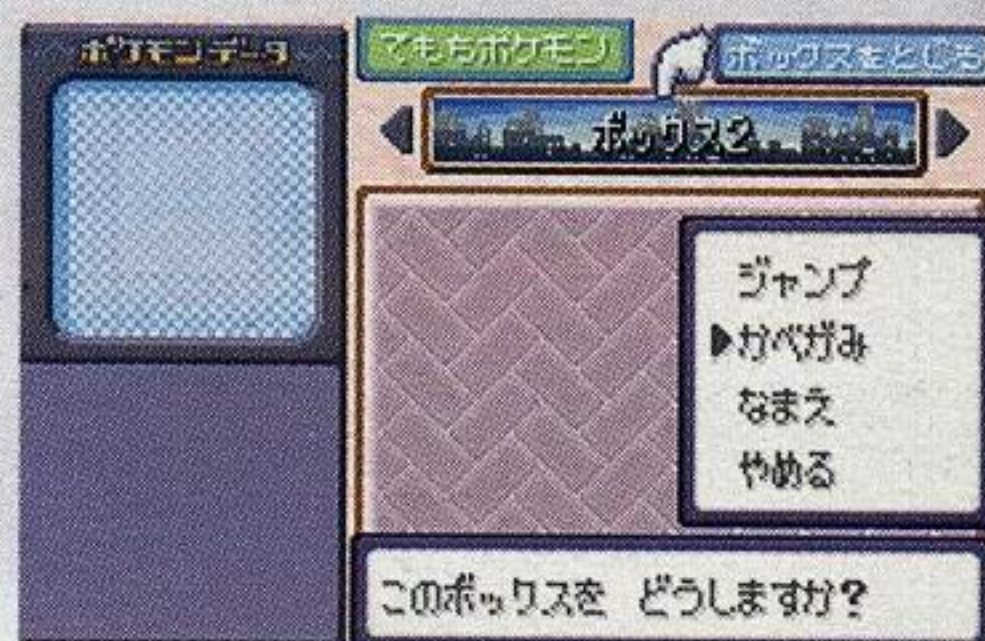 ポケモンデータ
てもちポケモン
ボックスをとじる
ボックス2
ジャンプ
▶かべがみ
なまえ
やめる
このボックスを どうしますか?